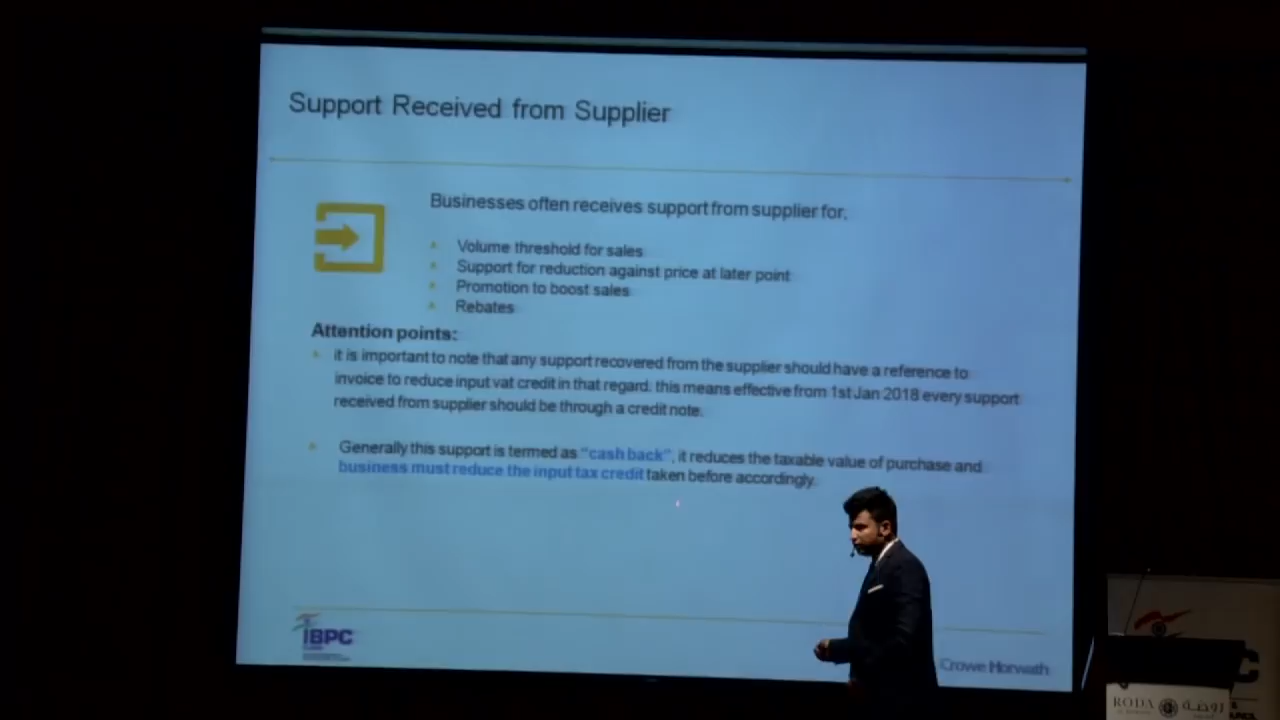 Support Received from Supplier
Businesses often receives support from supplier for.
Volume threshold for sales
Support for reduction against price at later point
Promotion to boost sales
Rebates
Attention points:
it is important to note that any support recovered from the supplier should have a reference to
invoice to reduce input vat credit in that regard. this means effective from 1st Jan 2018 every support
received from supplier should be through a credit note.
Generally this support is termed as "cash back", it reduces the taxable value of purchase and
business must reduce the input tax credit taken before accordingly.
IBPC
Crowe Horwath
RODA
روضة